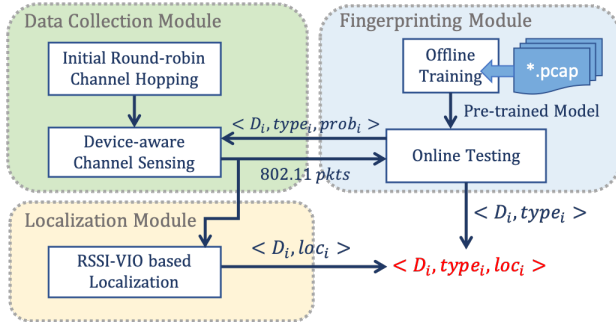 Data Collection Module
Initial Round-robin
Channel Hopping
Device-aware
Channel Sensing
Fingerprinting Module
Offline
Training
*.pcap
Pre-trained Model
< D_i, type_i, prob_i >
802.11 pkts
Online Testing
< D_i, type_i >
Localization Module
RSSI-VIO based
Localization
< D_i, loc_i >
< D_i, type_i, loc_i >